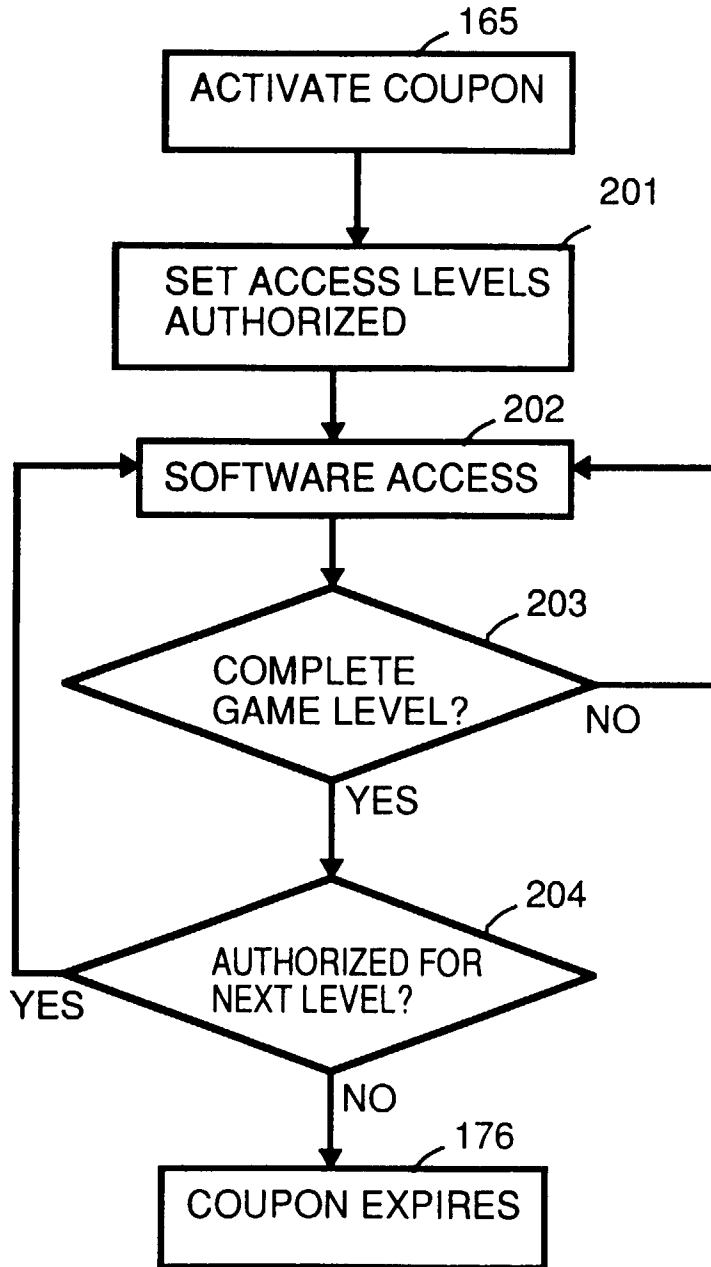 165
ACTIVATE COUPON
201
SET ACCESS LEVELS
AUTHORIZED
202
SOFTWARE ACCESS
203
COMPLETE
GAME LEVEL?
NO
YES
204
AUTHORIZED FOR
NEXT LEVEL?
YES
NO
176
COUPON EXPIRES